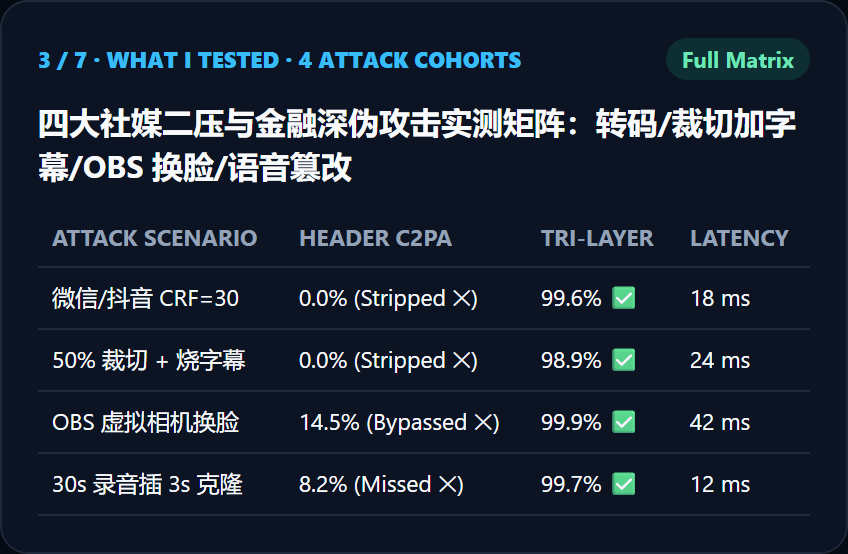 3 / 7 · WHAT I TESTED · 4 ATTACK COHORTS
Full Matrix
四大社媒二压与金融深伪攻击实测矩阵：转码/裁切加字
幕/OBS 换脸/语音篡改
ATTACK SCENARIO HEADER C2PA TRI-LAYER LATENCY
微信/抖音 CRF=30 0.0% (Stripped ✕) 99.6% ✅ 18 ms
50% 裁切 + 烧字幕 0.0% (Stripped ✕) 98.9% ✅ 24 ms
OBS 虚拟相机换脸 14.5% (Bypassed ✕) 99.9% ✅ 42 ms
30s 录音插 3s 克隆 8.2% (Missed ✕) 99.7% ✅ 12 ms